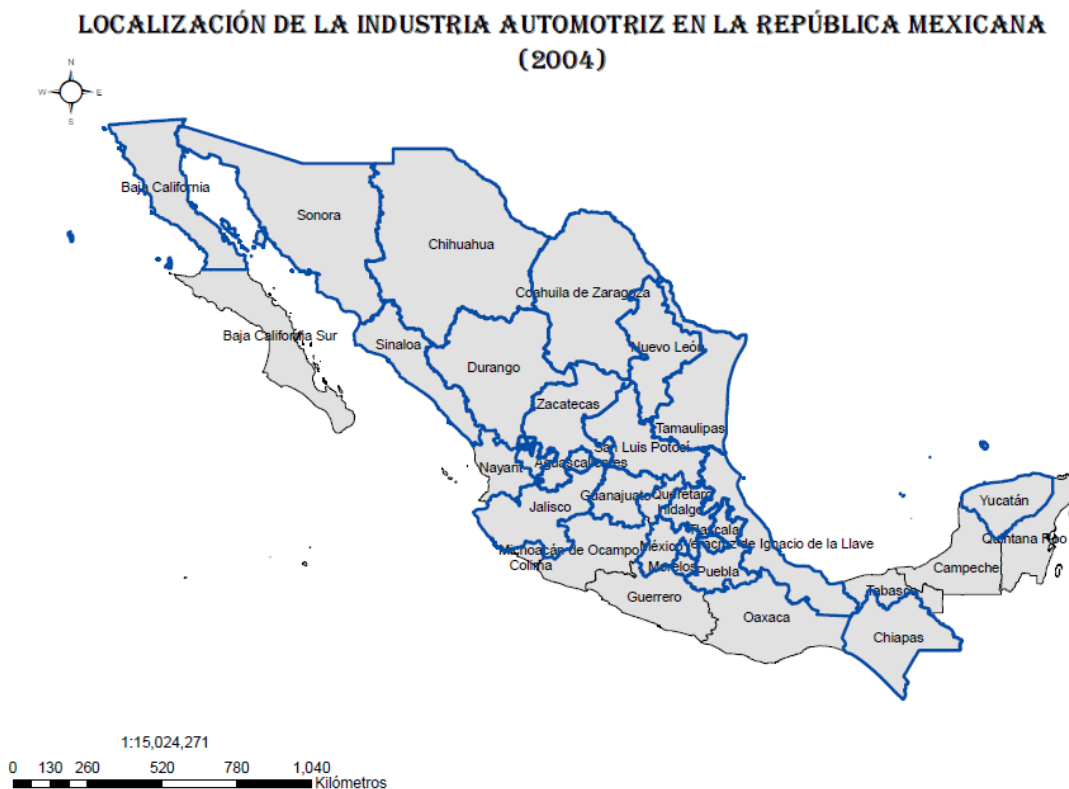 LOCALIZACIÓN DE LA INDUSTRIA AUTOMOTRIZ EN LA REPÚBLICA MEXICANA
(2004)
N
W E
S
Baja California
Sonora
Chihuahua
Coahuila de Zaragoza
Baja California Sur
Sinaloa
Nuevo León
Durango
Zacatecas
Tamaulipas
San Luis Potosí
Nayarit
Aguascalientes
Guanajuato
Querétaro
Yucatán
Jalisco
Hidalgo
Tlaxcala
Quintana Roo
Michoacán de Ocampo
México
Veracruz de Ignacio de la Llave
Colima
Morelos
Puebla
Campeche
Tabasco
Guerrero
Oaxaca
Chiapas
1:15,024,271
0 130 260 520 780 1,040
Kilómetros